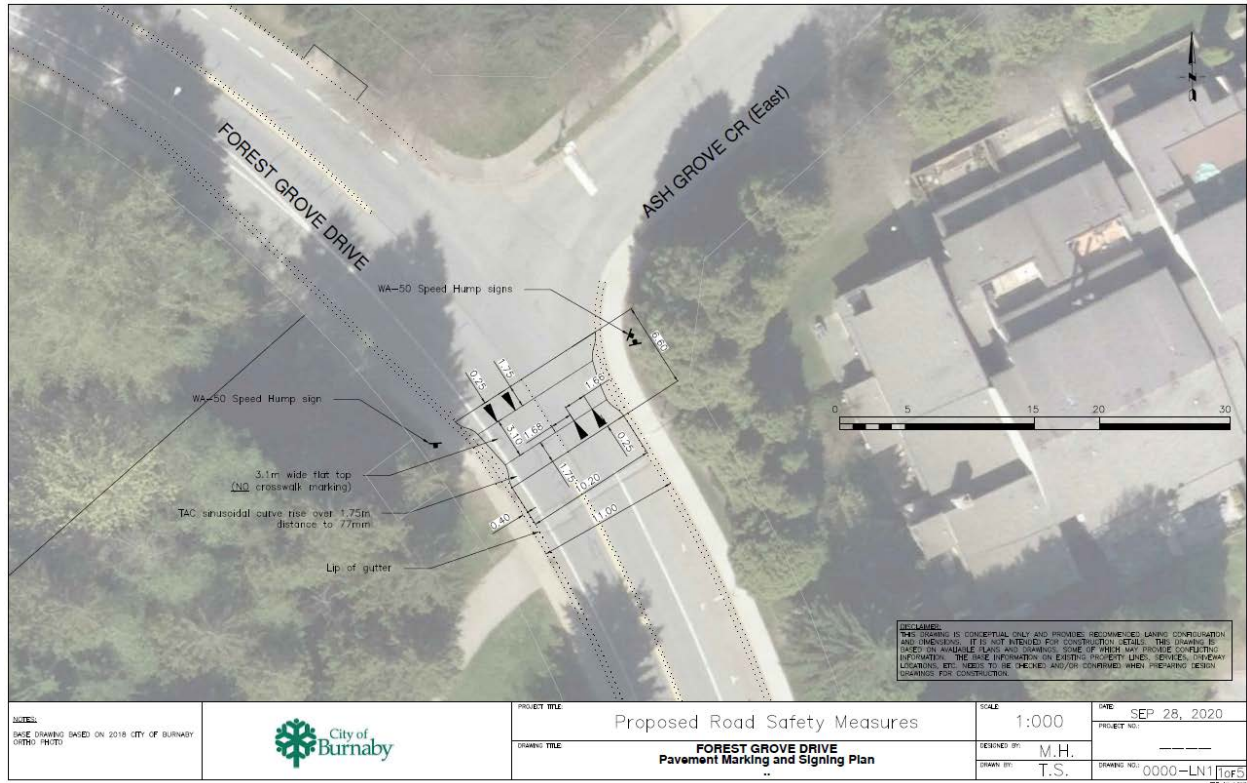 FOREST GROVE DRIVE
ASH GROVE CR (East)
WA-50 Speed Hump signs
6.60
1.75
0.25
1.66
WA-50 Speed Hump sign
0 5 15 20 30
3.10
1.68
0.25
3.1m wide flat top
(NO crosswalk marking)
1.75
10.20
TAC sinusoidal curve rise over 1.75m
distance to 77mm
0.40
11.00
Lip of gutter
DISCLAIMER:
THIS DRAWING IS CONCEPTUAL ONLY AND PROVIDES RECOMMENDED LANING CONFIGURATION
AND DIMENSIONS. IT IS NOT INTENDED FOR CONSTRUCTION DETAILS. THIS DRAWING IS
BASED ON AVAILABLE PLANS AND DRAWINGS, SOME OF WHICH MAY PROVIDE CONFLICTING
INFORMATION. THE BASE INFORMATION ON EXISTING PROPERTY LINES, SERVICES, DRIVEWAY
LOCATIONS, ETC. NEEDS TO BE CHECKED AND/OR CONFIRMED WHEN PREPARING DESIGN
DRAWINGS FOR CONSTRUCTION.
NOTES:
BASE DRAWING BASED ON 2018 CITY OF BURNABY
ORTHO PHOTO
City of
Burnaby
PROJECT TITLE:
Proposed Road Safety Measures
DRAWING TITLE:
FOREST GROVE DRIVE
Pavement Marking and Signing Plan
SCALE
1:000
DESIGNED BY:
M.H.
DRAWN BY:
T.S.
DATE:
SEP 28, 2020
PROJECT NO.:
----
DRAWING NO.:
0000-LN1
1 OF 5